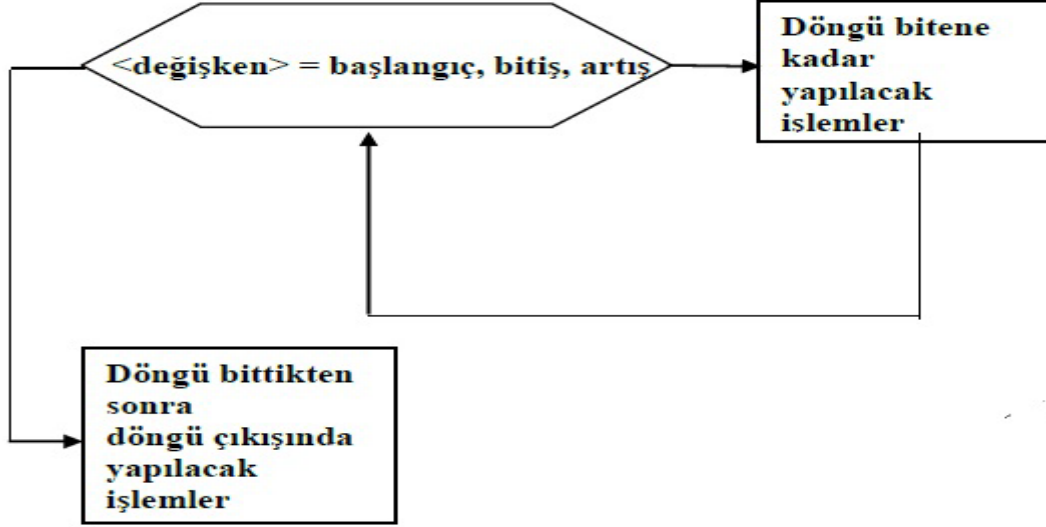 <değişken> = başlangıç, bitiş, artış
Döngü bitene
kadar
yapılacak
işlemler
Döngü bittikten
sonra
döngü çıkışında
yapılacak
işlemler